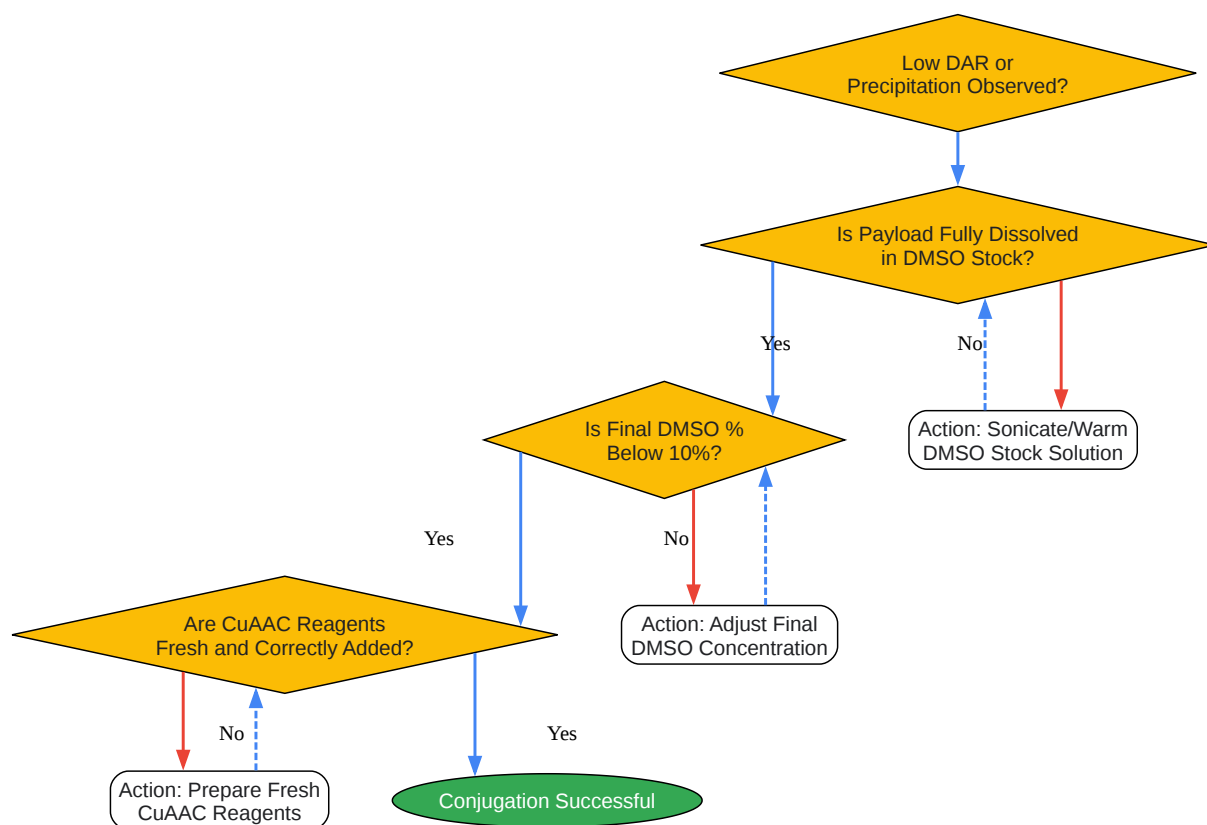 Low DAR or
Precipitation Observed?
Is Payload Fully Dissolved
in DMSO Stock?
Yes
No
Is Final DMSO %
Below 10%?
Action: Sonicate/Warm
DMSO Stock Solution
Yes
No
Are CuAAC Reagents
Fresh and Correctly Added?
Action: Adjust Final
DMSO Concentration
No
Yes
Action: Prepare Fresh
CuAAC Reagents
Conjugation Successful